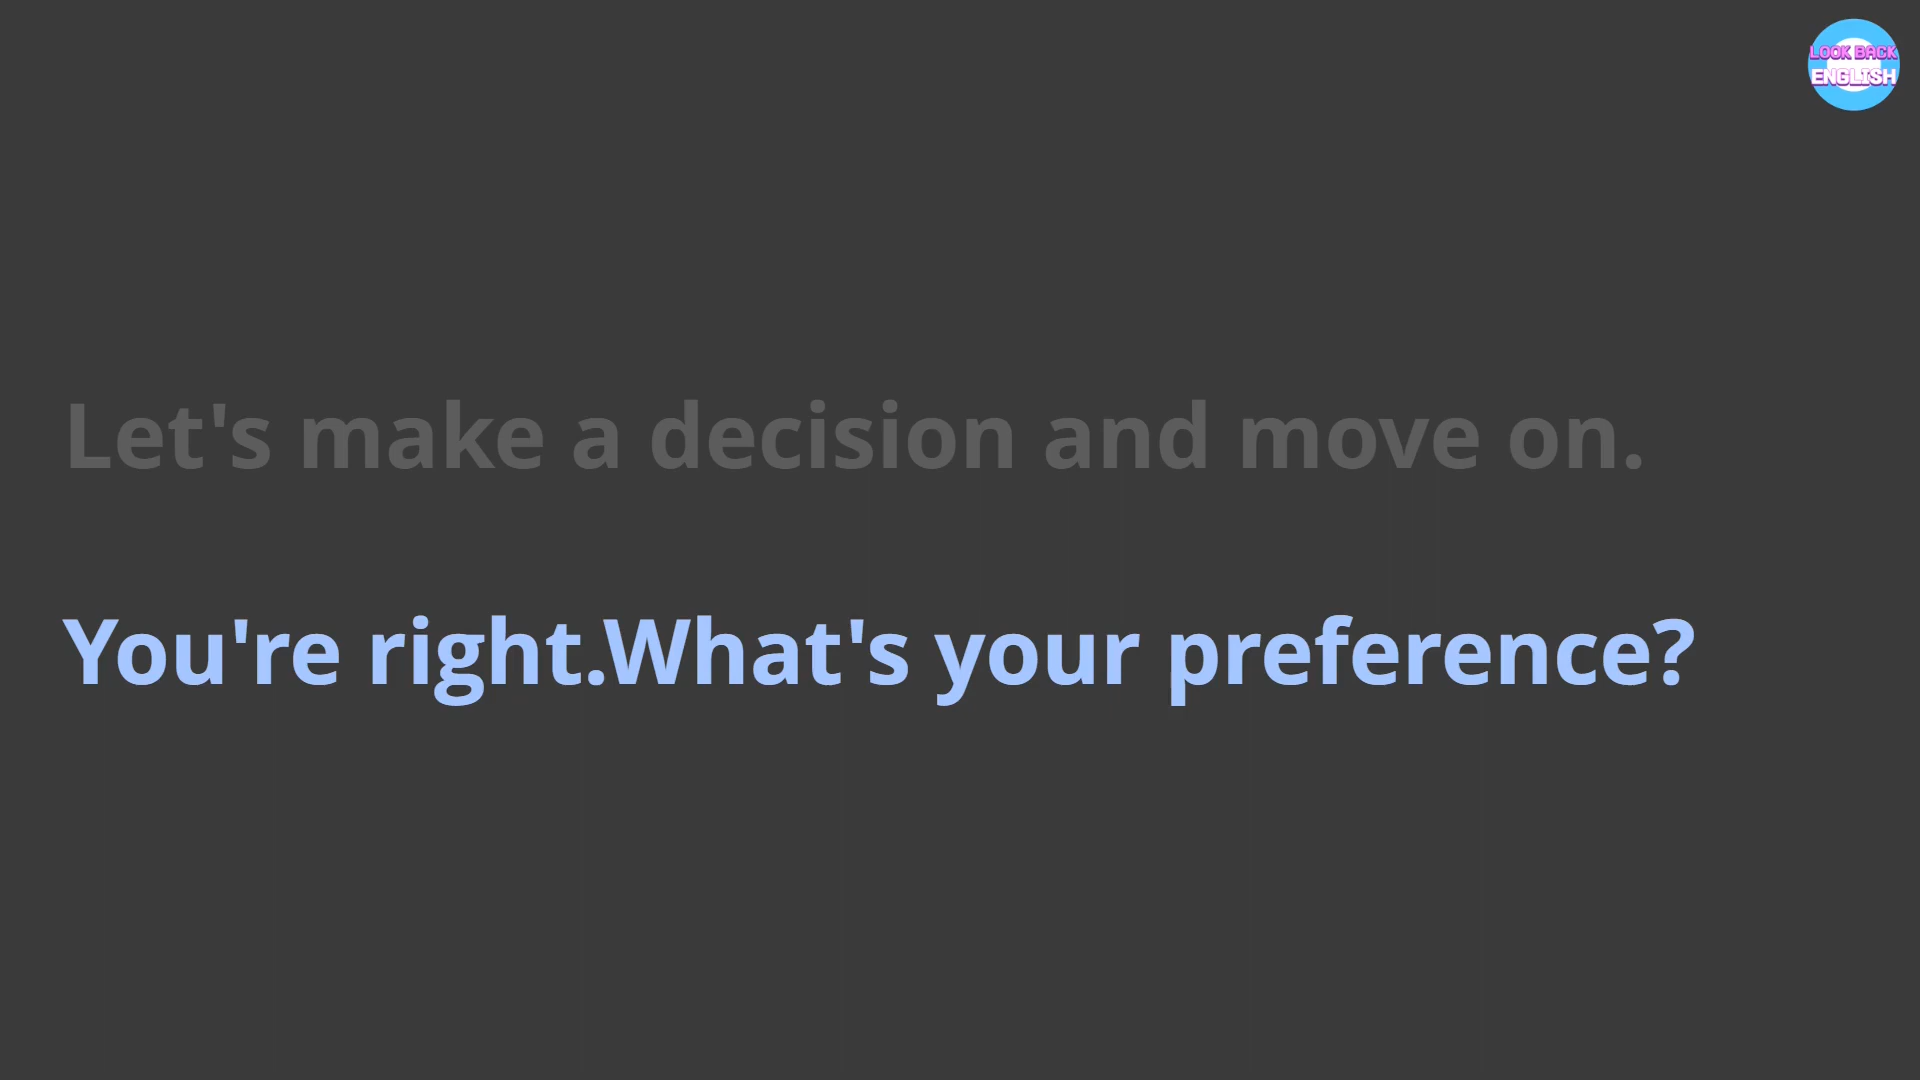 LOOK BACK
ENGLISH
Let's make a decision and move on.
You're right.What's your preference?